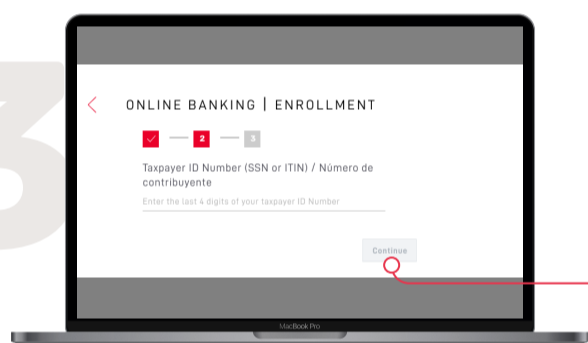 3
ONLINE BANKING | ENROLLMENT
2 3
Taxpayer ID Number (SSN or ITIN) / Número de
contribuyente
Enter the last 4 digits of your taxpayer ID Number
Continue
MacBook Pro